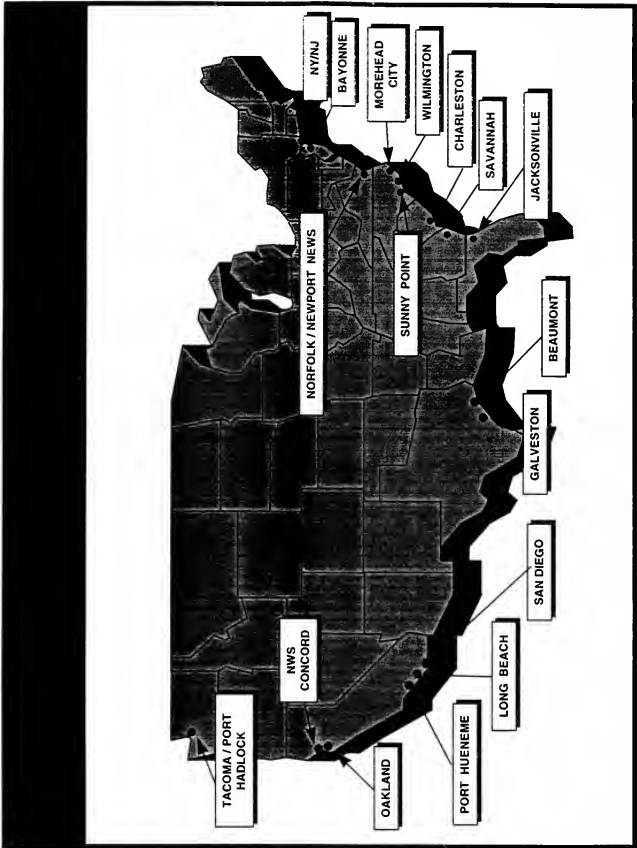 NY/NJ
BAYONNE
MOREHEAD
CITY
WILMINGTON
CHARLESTON
SAVANNAH
JACKSONVILLE
NORFOLK / NEWPORT NEWS
SUNNY POINT
BEAUMONT
GALVESTON
NWS
CONCORD
SAN DIEGO
LONG BEACH
TACOMA / PORT
HADLOCK
OAKLAND
PORT HUENEME